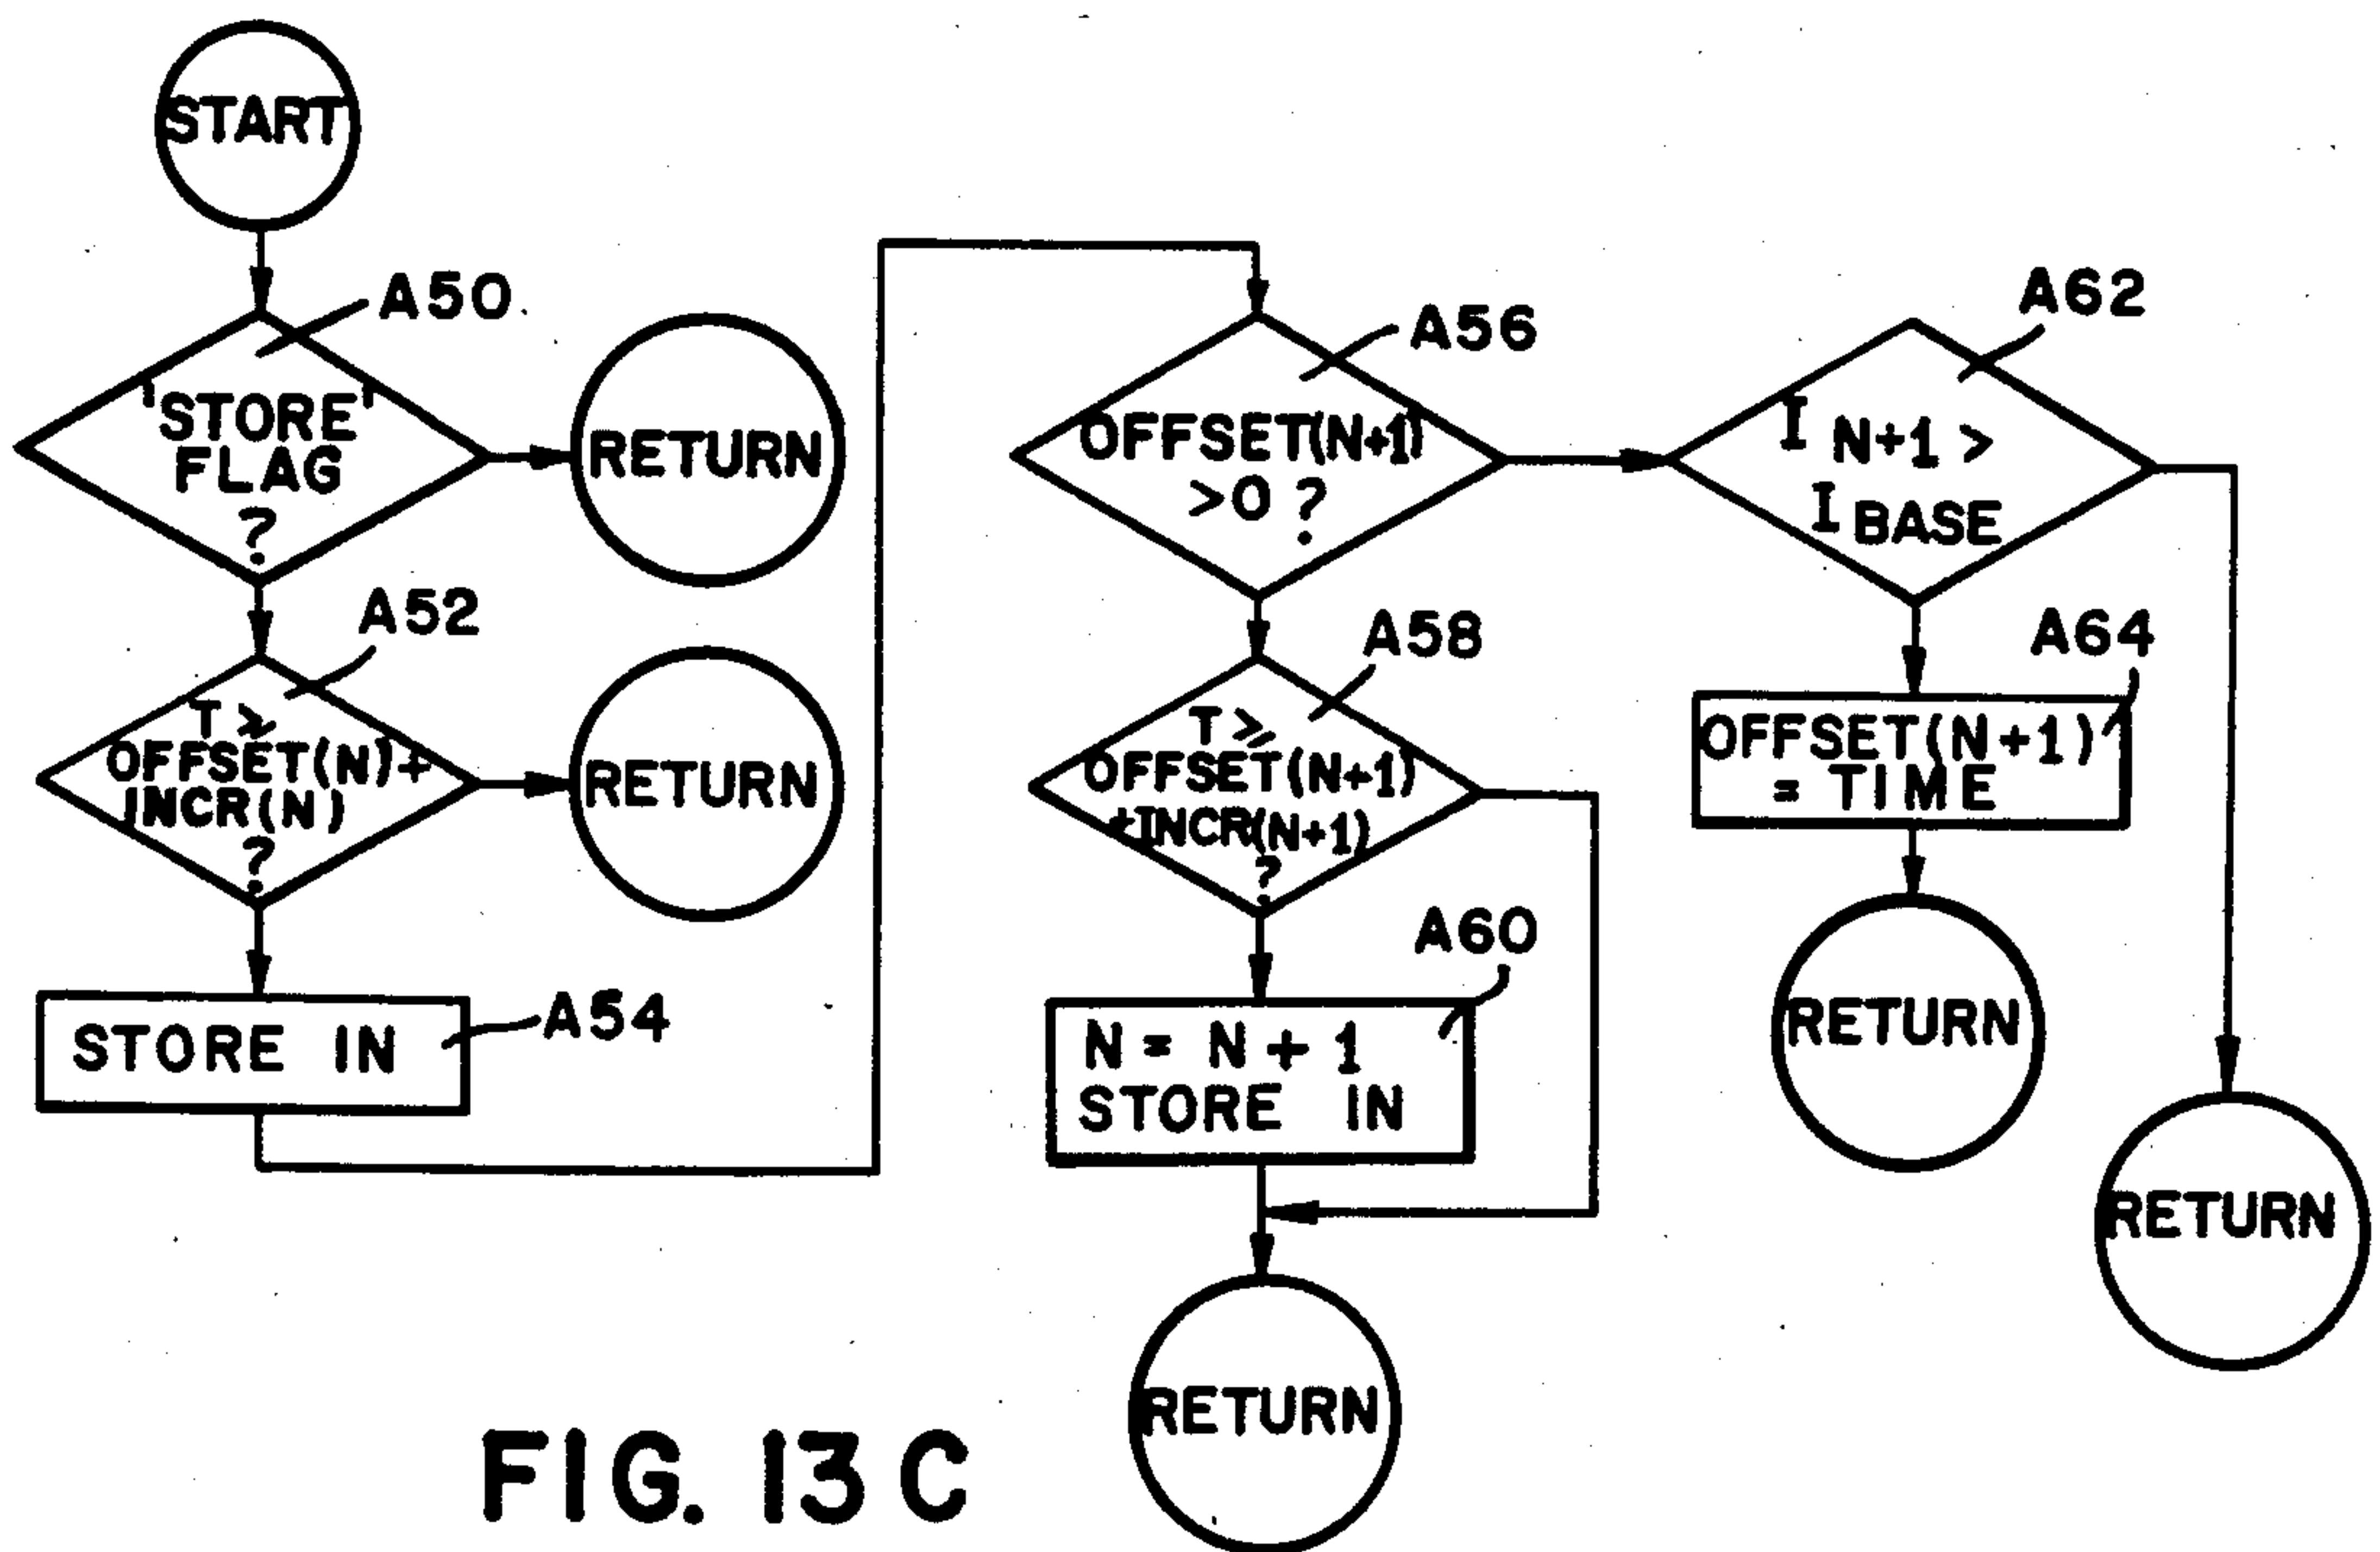 START
A50
'STORE'
FLAG
?
RETURN
A52
T ≥
OFFSET(N)+
INCR(N)
?
RETURN
STORE IN
A54
A56
OFFSET(N+1)
>0 ?
A58
T ≥
OFFSET(N+1)
+INCR(N+1)
?
A60
N = N + 1
STORE IN
RETURN
A62
I N+1 >
I BASE
A64
OFFSET(N+1)
= TIME
RETURN
RETURN
FIG. 13 C